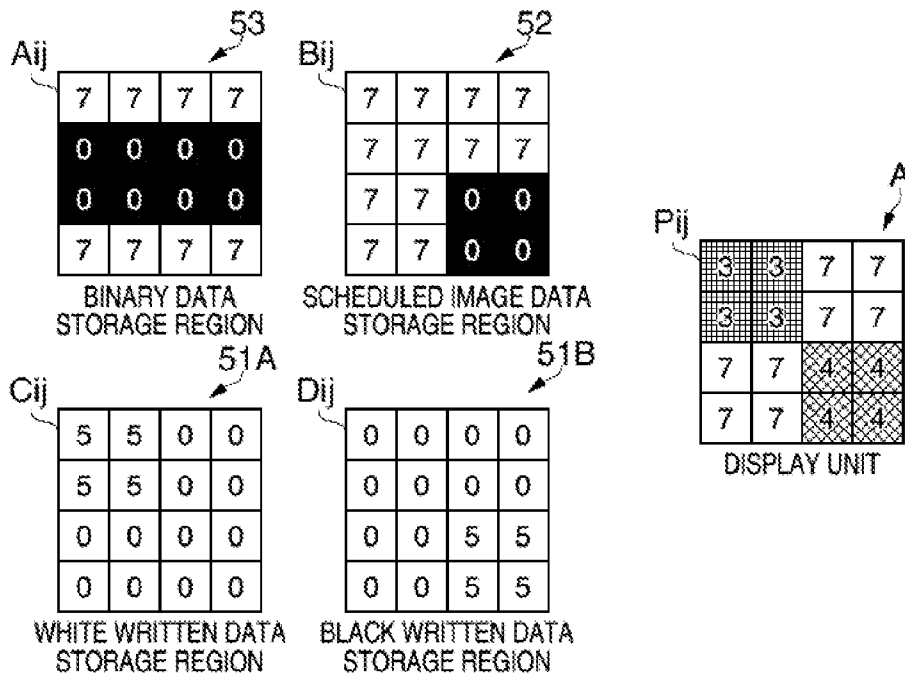 53
Aij
7 7 7 7
0 0 0 0
0 0 0 0
7 7 7 7
BINARY DATA
STORAGE REGION
52
Bij
7 7 7 7
7 7 7 7
7 7 0 0
7 7 0 0
SCHEDULED IMAGE DATA
STORAGE REGION
A
Pij
3 3 7 7
3 3 7 7
7 7 4 4
7 7 4 4
DISPLAY UNIT
51A
Cij
5 5 0 0
5 5 0 0
0 0 0 0
0 0 0 0
WHITE WRITTEN DATA
STORAGE REGION
51B
Dij
0 0 0 0
0 0 0 0
0 0 5 5
0 0 5 5
BLACK WRITTEN DATA
STORAGE REGION